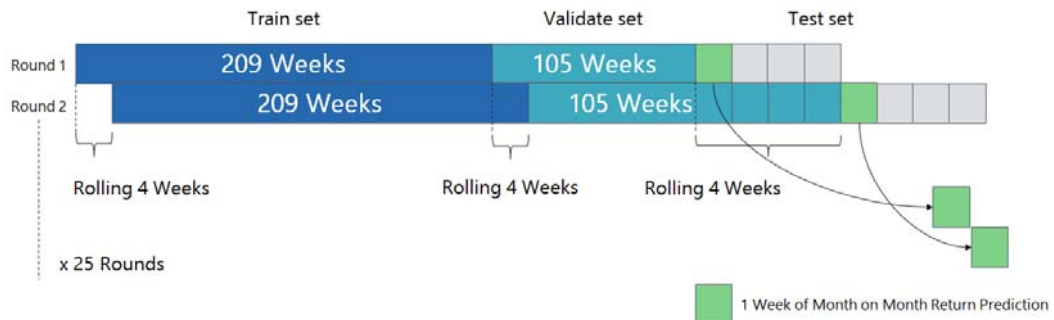 Train set
Validate set
Test set
Round 1
209 Weeks
105 Weeks
Round 2
209 Weeks
105 Weeks
Rolling 4 Weeks
Rolling 4 Weeks
Rolling 4 Weeks
x 25 Rounds
1 Week of Month on Month Return Prediction